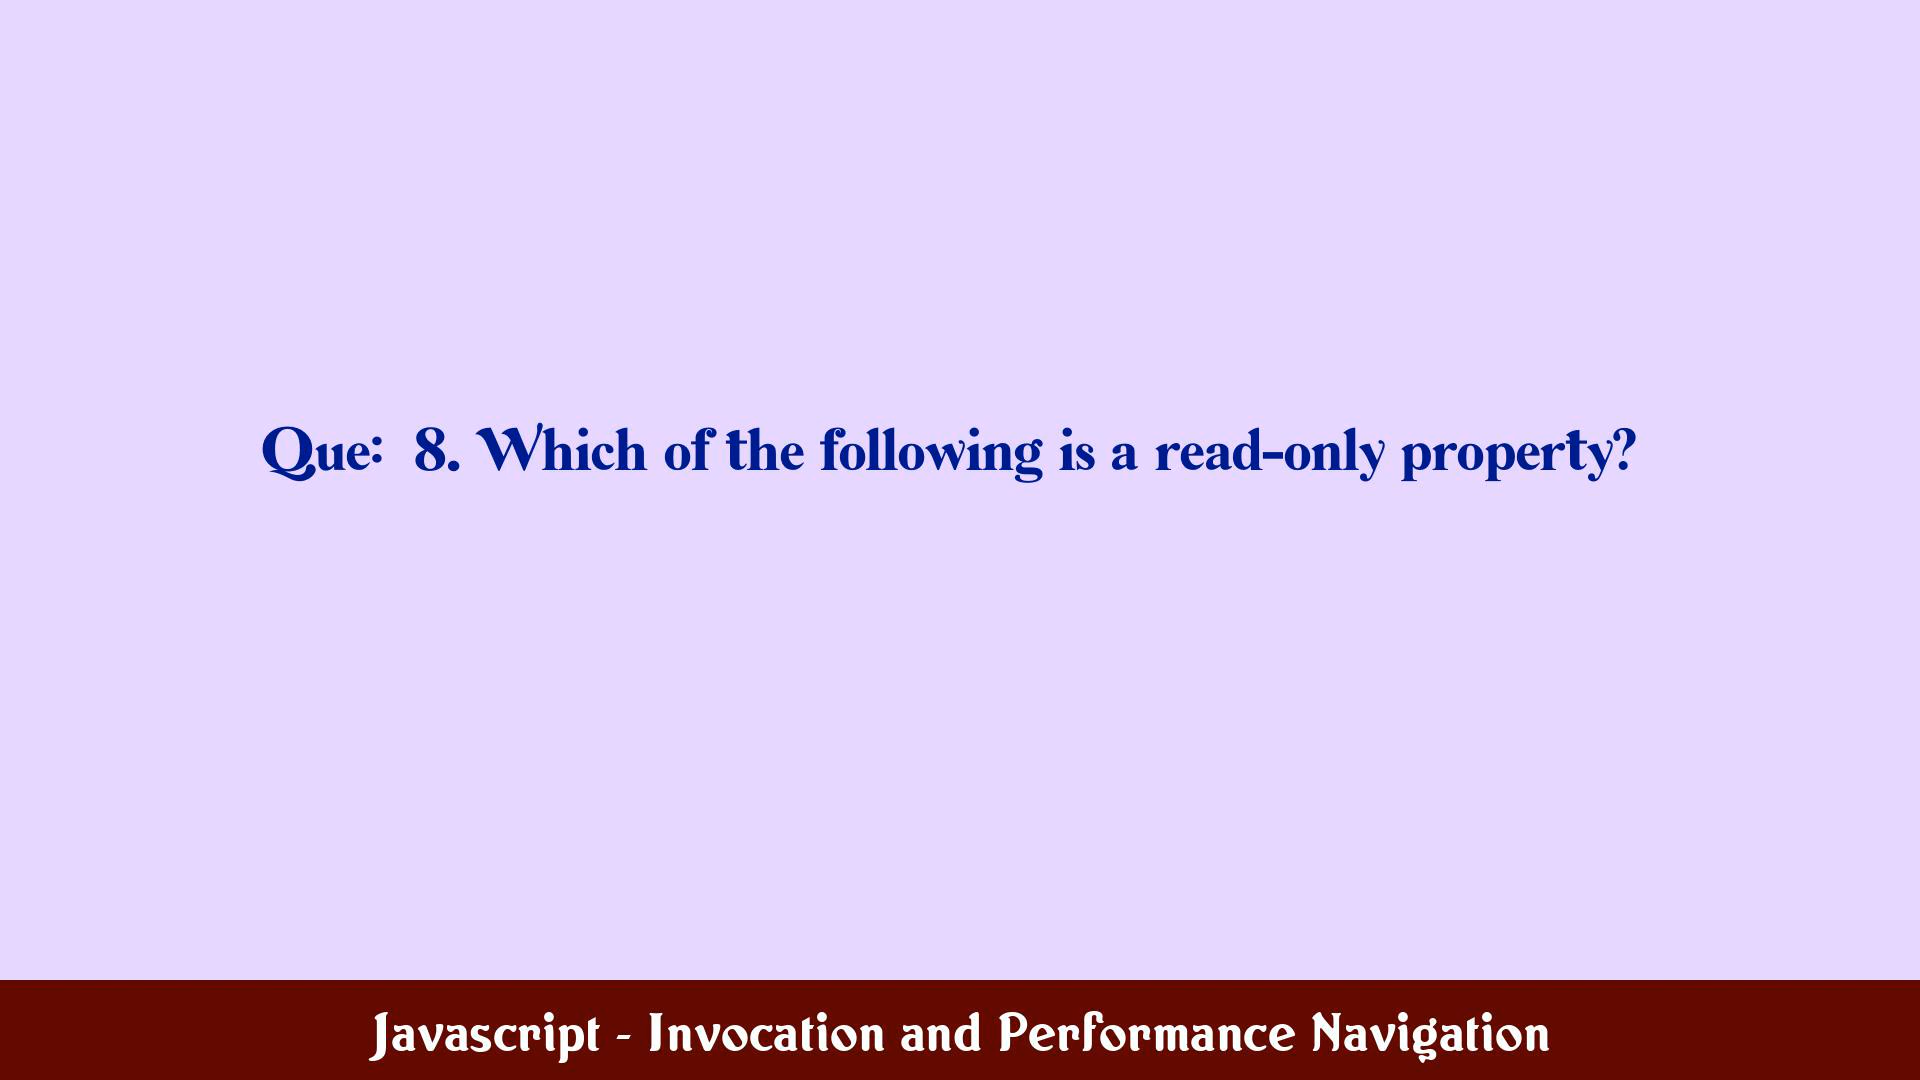 Que: 8. Which of the following is a read-only property?
Javascript - Invocation and Performance Navigation